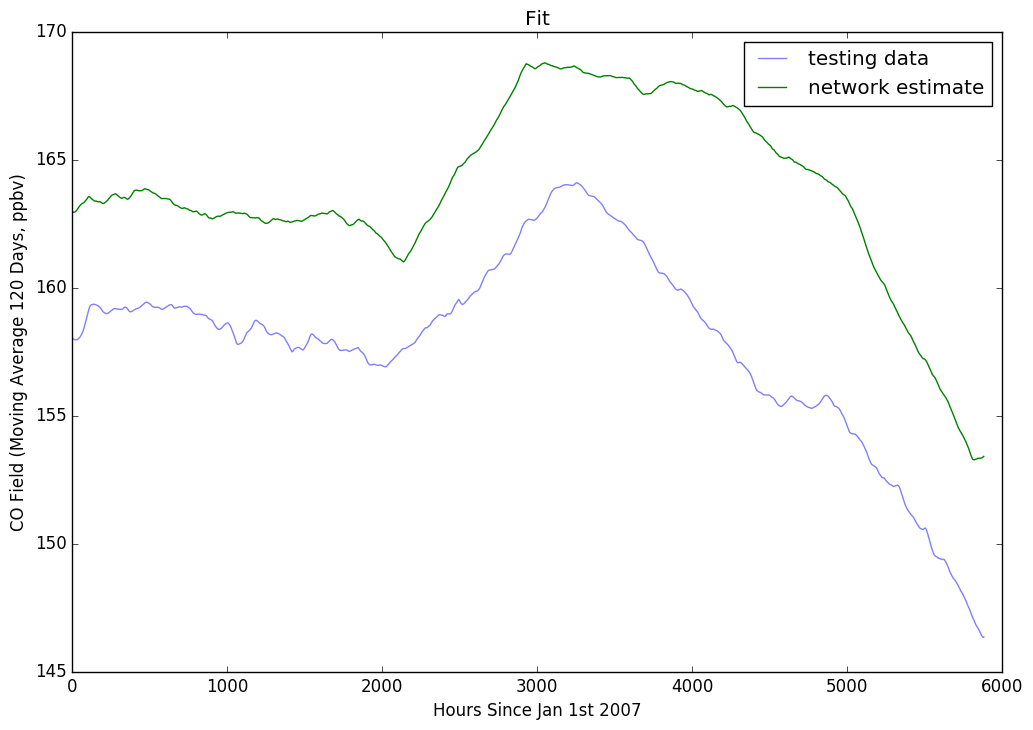 Fit
testing data
network estimate
CO Field (Moving Average 120 Days, ppbv)
170
165
160
155
150
145
0 1000 2000 3000 4000 5000 6000
Hours Since Jan 1st 2007